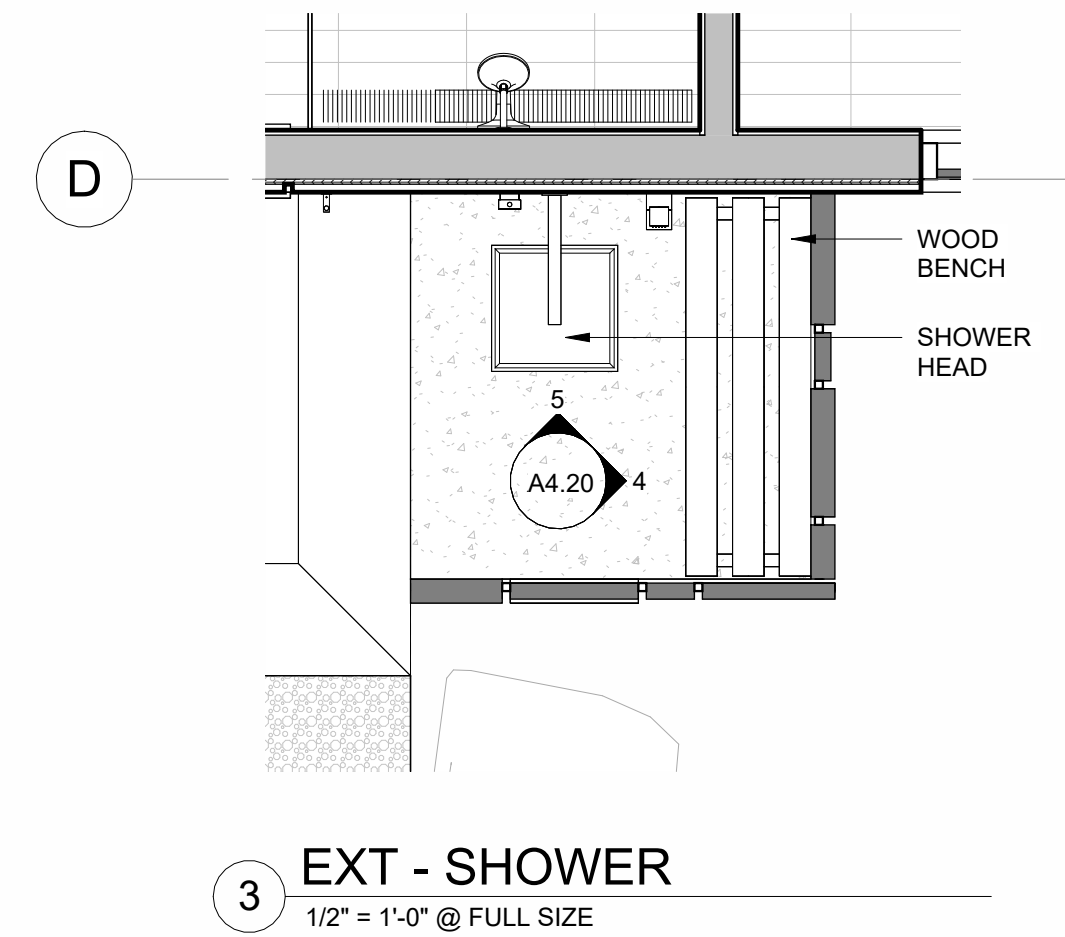 D
WOOD
BENCH
SHOWER
HEAD
5
A4.20
4
3
EXT - SHOWER
1/2" = 1'-0" @ FULL SIZE